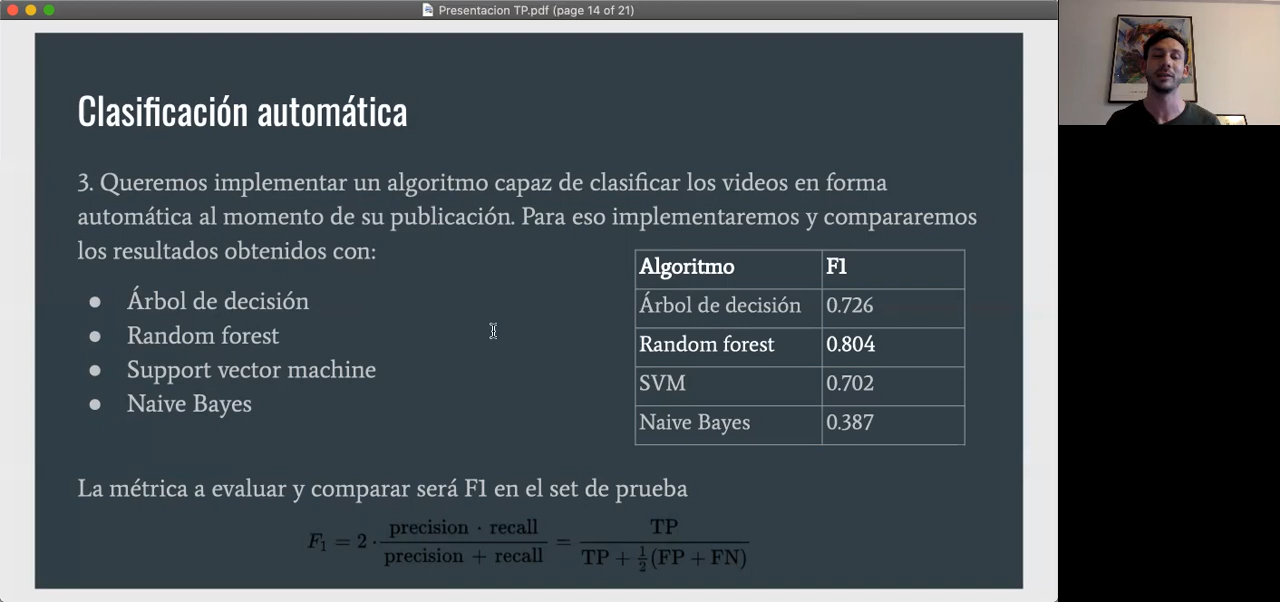 Presentacion TP.pdf (page 14 of 21)
Clasificación automática
3. Queremos implementar un algoritmo capaz de clasificar los videos en forma
automática al momento de su publicación. Para eso implementaremos y compararemos
los resultados obtenidos con:
● Árbol de decisión
● Random forest
● Support vector machine
● Naive Bayes
Algoritmo F1
Árbol de decisión 0.726
Random forest 0.804
SVM 0.702
Naive Bayes 0.387
La métrica a evaluar y comparar será F1 en el set de prueba
F₁ = 2 · (precision · recall) / (precision + recall) = TP / (TP + ½(FP + FN))